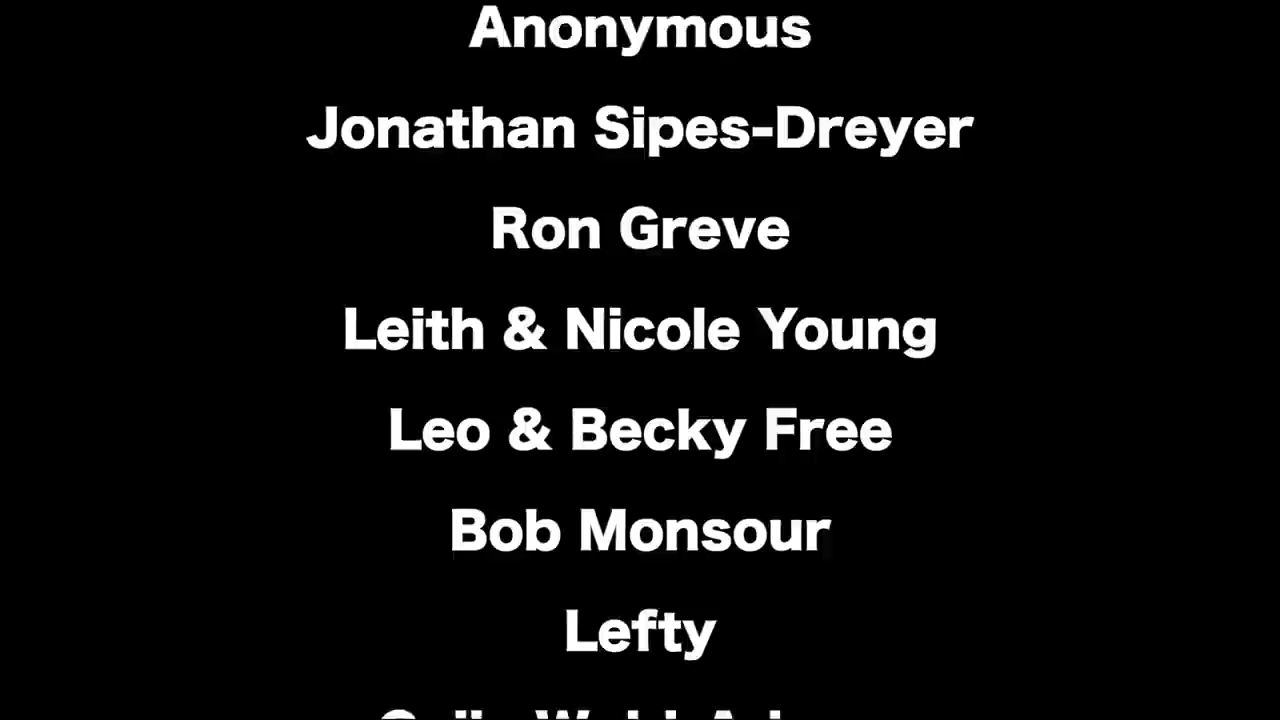 Anonymous
Jonathan Sipes-Dreyer
Ron Greve
Leith & Nicole Young
Leo & Becky Free
Bob Monsour
Lefty